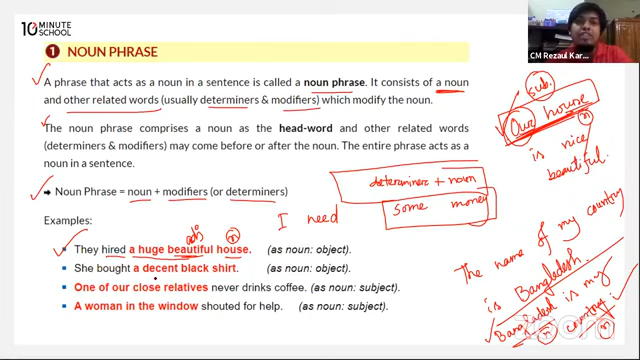 10 MINUTE
SCHOOL
1 NOUN PHRASE
A phrase that acts as a noun in a sentence is called a noun phrase. It consists of a noun
and other related words (usually determiners & modifiers) which modify the noun.
The noun phrase comprises a noun as the head-word and other related words
(determiners & modifiers) may come before or after the noun. The entire phrase acts as a
noun in a sentence.
→ Noun Phrase = noun + modifiers (or determiners)
Examples:
adj n
• They hired a huge beautiful house. (as noun: object)
• She bought a decent black shirt. (as noun: object)
• One of our close relatives never drinks coffee. (as noun: subject)
• A woman in the window shouted for help. (as noun: subject)
determiners + noun
I need some money
CM Rezaul Kar...
sub.
Our house
n
is nice
beautiful.
The name of my country
is Bangladesh.
Bangladesh is my
n country n
zoom